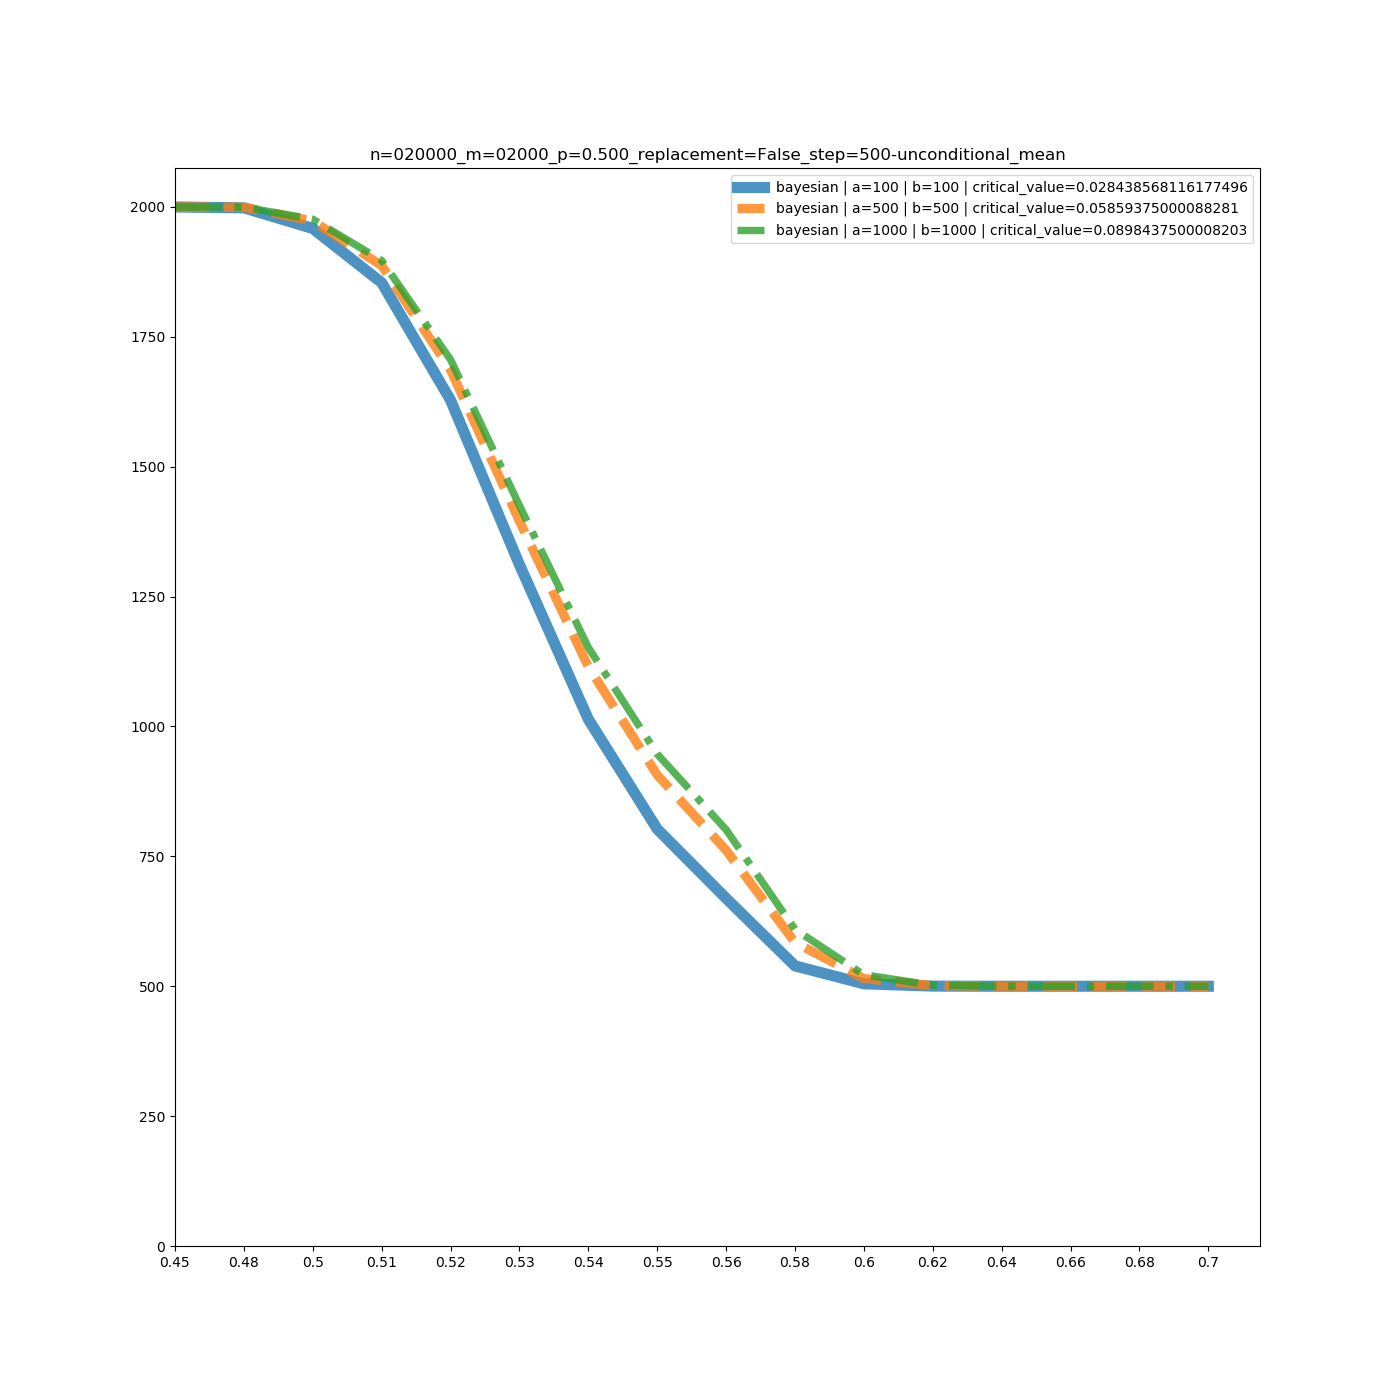 n=020000_m=02000_p=0.500_replacement=False_step=500-unconditional_mean
bayesian | a=100 | b=100 | critical_value=0.028438568116177496
bayesian | a=500 | b=500 | critical_value=0.05859375000088281
bayesian | a=1000 | b=1000 | critical_value=0.0898437500008203
2000
1750
1500
1250
1000
750
500
250
0
0.45 0.48 0.5 0.51 0.52 0.53 0.54 0.55 0.56 0.58 0.6 0.62 0.64 0.66 0.68 0.7